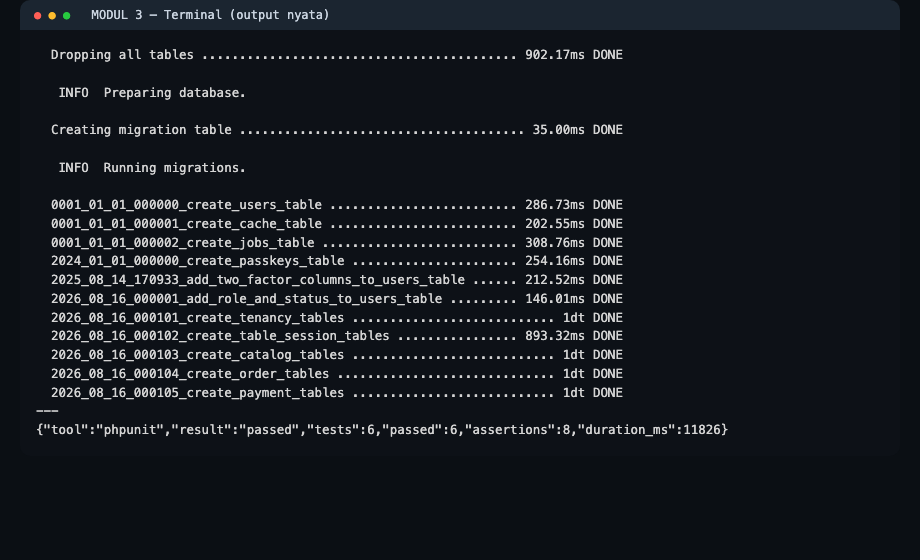 MODUL 3 — Terminal (output nyata)
Dropping all tables .......................................... 902.17ms DONE
INFO  Preparing database.
Creating migration table ...................................... 35.00ms DONE
INFO  Running migrations.
0001_01_01_000000_create_users_table ......................... 286.73ms DONE
0001_01_01_000001_create_cache_table ......................... 202.55ms DONE
0001_01_01_000002_create_jobs_table .......................... 308.76ms DONE
2024_01_01_000000_create_passkeys_table ...................... 254.16ms DONE
2025_08_14_170933_add_two_factor_columns_to_users_table ...... 212.52ms DONE
2026_08_16_000001_add_role_and_status_to_users_table ......... 146.01ms DONE
2026_08_16_000101_create_tenancy_tables ........................... 1dt DONE
2026_08_16_000102_create_table_session_tables ................ 893.32ms DONE
2026_08_16_000103_create_catalog_tables ........................... 1dt DONE
2026_08_16_000104_create_order_tables ............................. 1dt DONE
2026_08_16_000105_create_payment_tables ........................... 1dt DONE
———
{"tool":"phpunit","result":"passed","tests":6,"passed":6,"assertions":8,"duration_ms":11826}